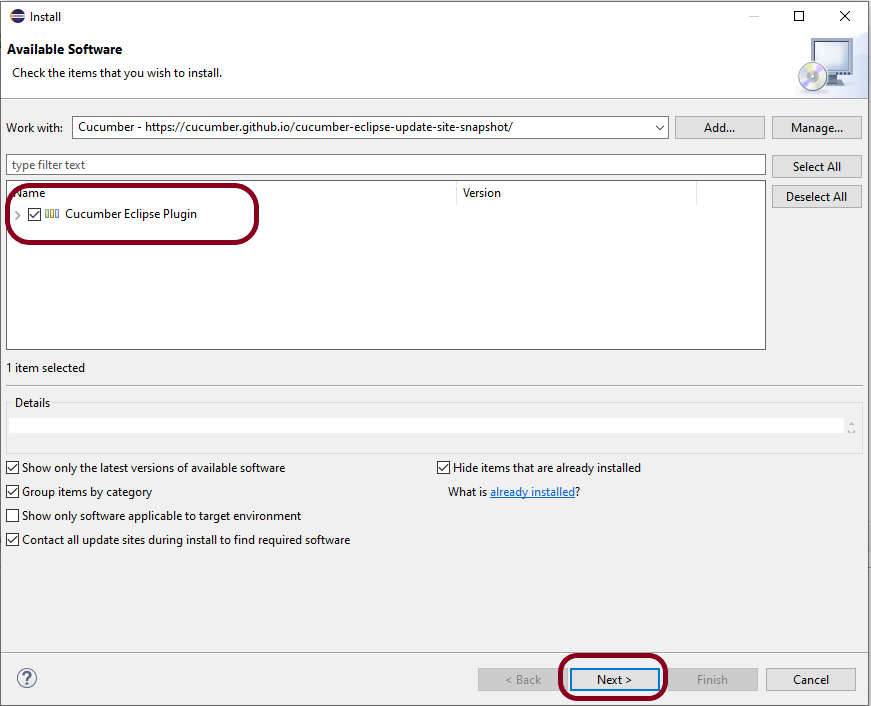 Install
Available Software
Check the items that you wish to install.
Work with: Cucumber - https://cucumber.github.io/cucumber-eclipse-update-site-snapshot/ Add... Manage...
type filter text Select All
Name Version Deselect All
Cucumber Eclipse Plugin
1 item selected
Details
Show only the latest versions of available software Hide items that are already installed
Group items by category What is already installed?
Show only software applicable to target environment
Contact all update sites during install to find required software
? < Back Next > Finish Cancel